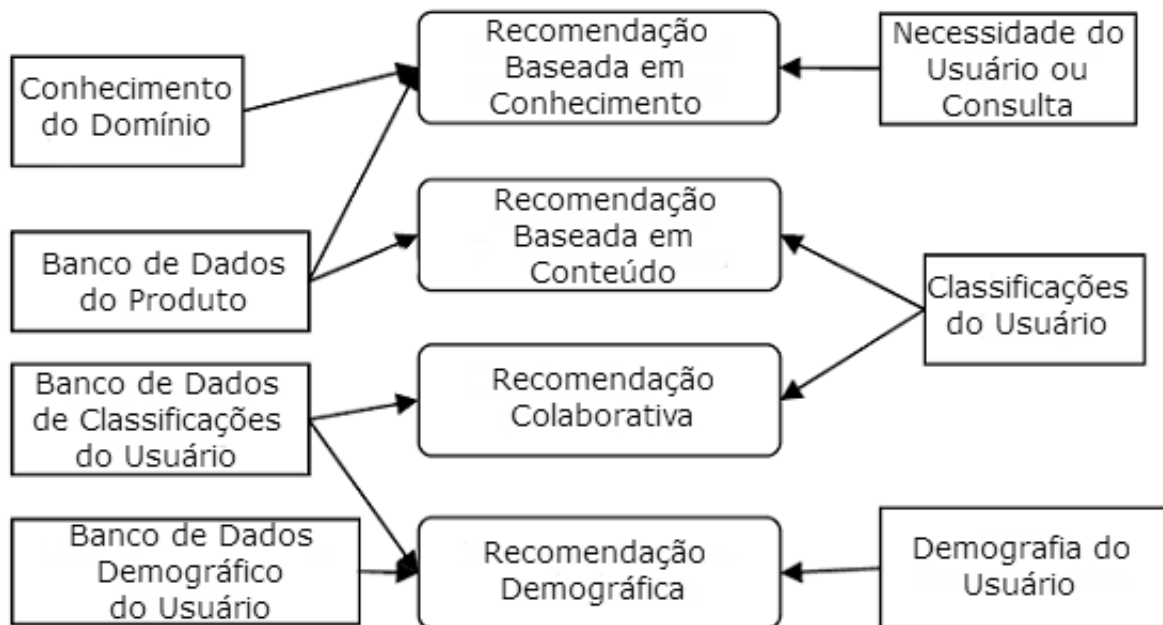 Recomendação
Baseada em
Conhecimento
Necessidade do
Usuário ou
Consulta
Conhecimento
do Domínio
Recomendação
Baseada em
Conteúdo
Banco de Dados
do Produto
Classificações
do Usuário
Banco de Dados
de Classificações
do Usuário
Recomendação
Colaborativa
Banco de Dados
Demográfico
do Usuário
Recomendação
Demográfica
Demografia do
Usuário